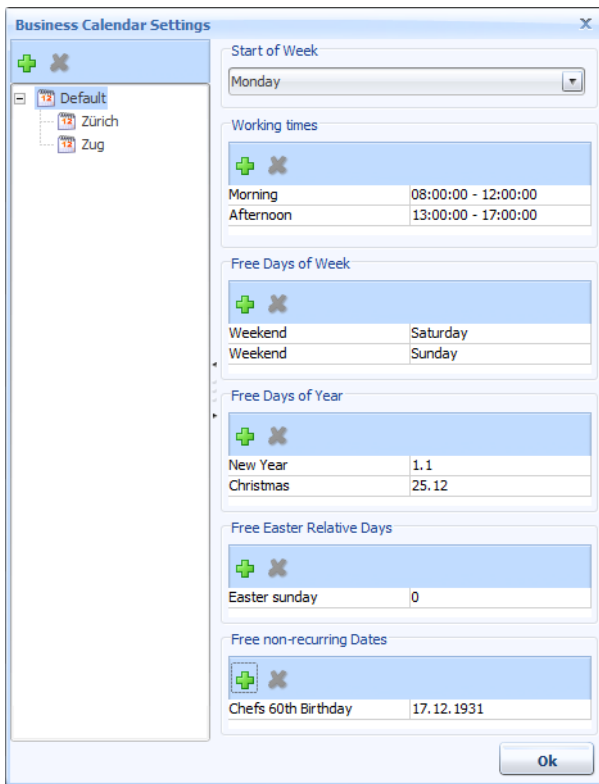 Business Calendar Settings
Default
Zürich
Zug
Start of Week
Monday
Working times
Morning 08:00:00 - 12:00:00
Afternoon 13:00:00 - 17:00:00
Free Days of Week
Weekend Saturday
Weekend Sunday
Free Days of Year
New Year 1.1
Christmas 25.12
Free Easter Relative Days
Easter sunday 0
Free non-recurring Dates
Chefs 60th Birthday 17.12.1931
Ok